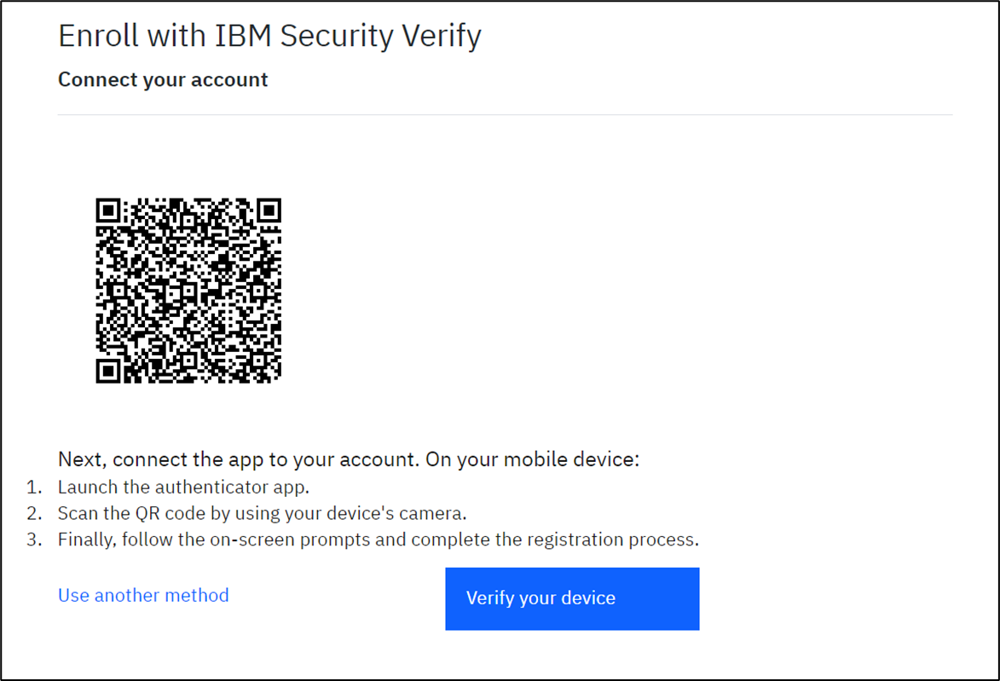 Enroll with IBM Security Verify
Connect your account
Next, connect the app to your account. On your mobile device:
1. Launch the authenticator app.
2. Scan the QR code by using your device's camera.
3. Finally, follow the on-screen prompts and complete the registration process.
Use another method
Verify your device